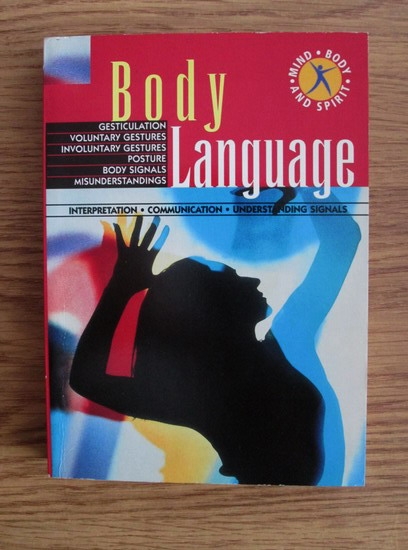 Body
Language
MIND • BODY
• AND SPIRIT •
GESTICULATION
VOLUNTARY GESTURES
INVOLUNTARY GESTURES
POSTURE
BODY SIGNALS
MISUNDERSTANDINGS
INTERPRETATION • COMMUNICATION • UNDERSTANDING SIGNALS